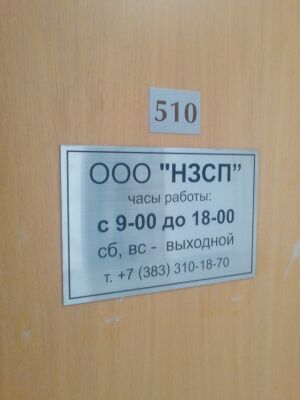 510
ООО "НЗСП"
часы работы:
с 9-00 до 18-00
сб, вс - выходной
т. +7 (383) 310-18-70